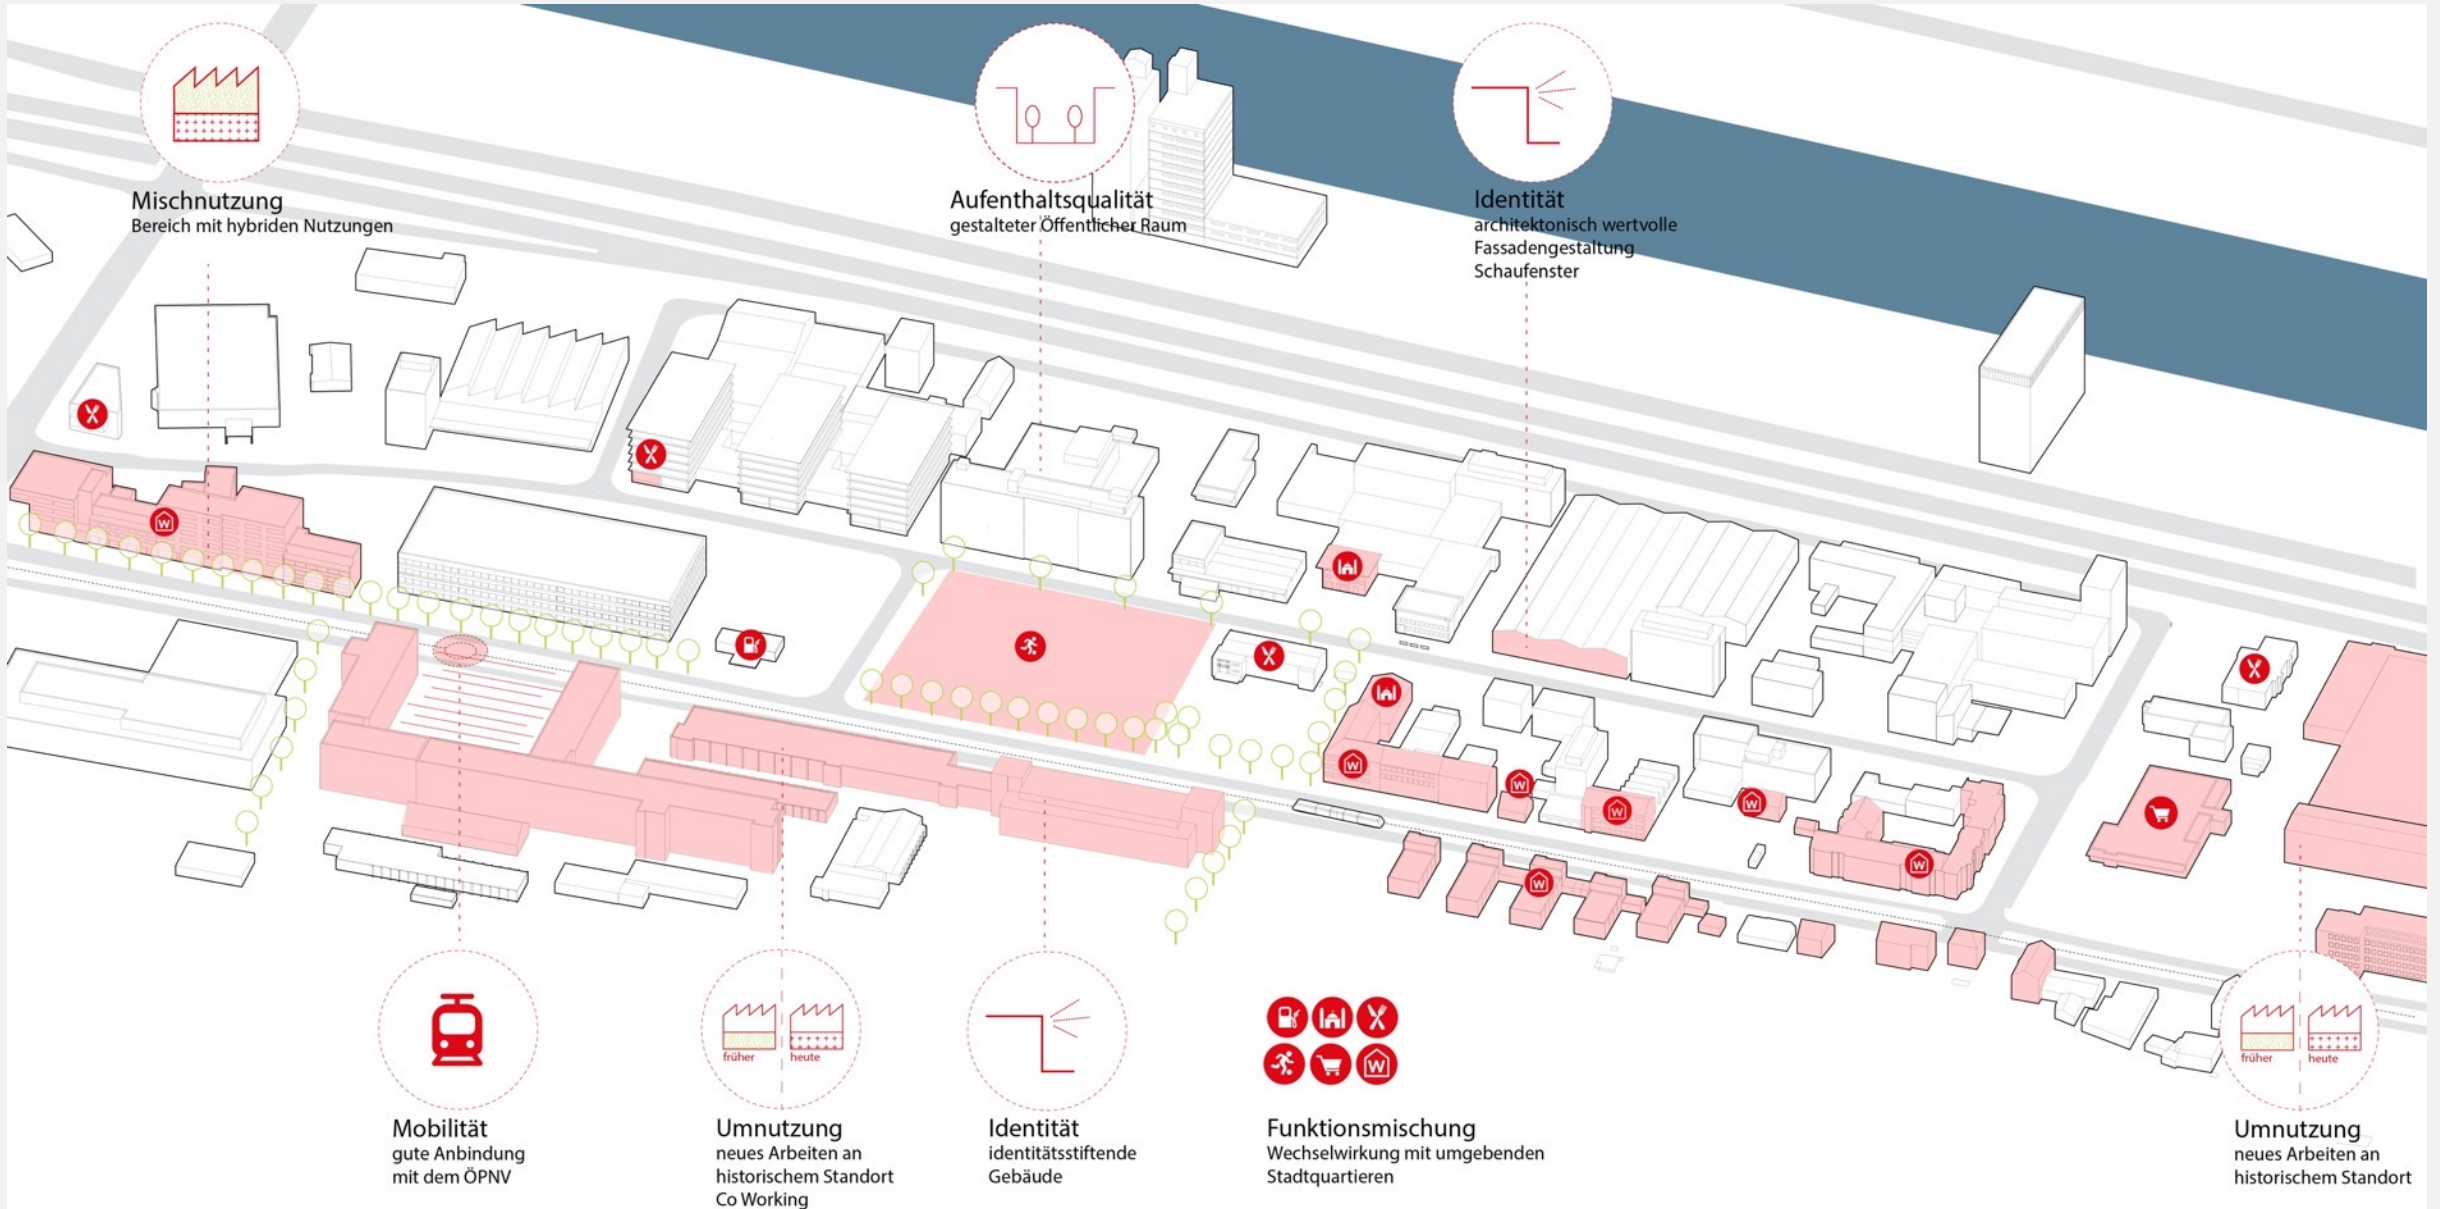 Mischnutzung
Bereich mit hybriden Nutzungen
Aufenthaltsqualität
gestalteter Öffentlicher Raum
Identität
architektonisch wertvolle
Fassadengestaltung
Schaufenster
W
W
W
W
W
W
W
W
früher
heute
W
früher
heute
Mobilität
gute Anbindung
mit dem ÖPNV
Umnutzung
neues Arbeiten an
historischem Standort
Co Working
Identität
identitätsstiftende
Gebäude
Funktionsmischung
Wechselwirkung mit umgebenden
Stadtquartieren
Umnutzung
neues Arbeiten an
historischem Standort